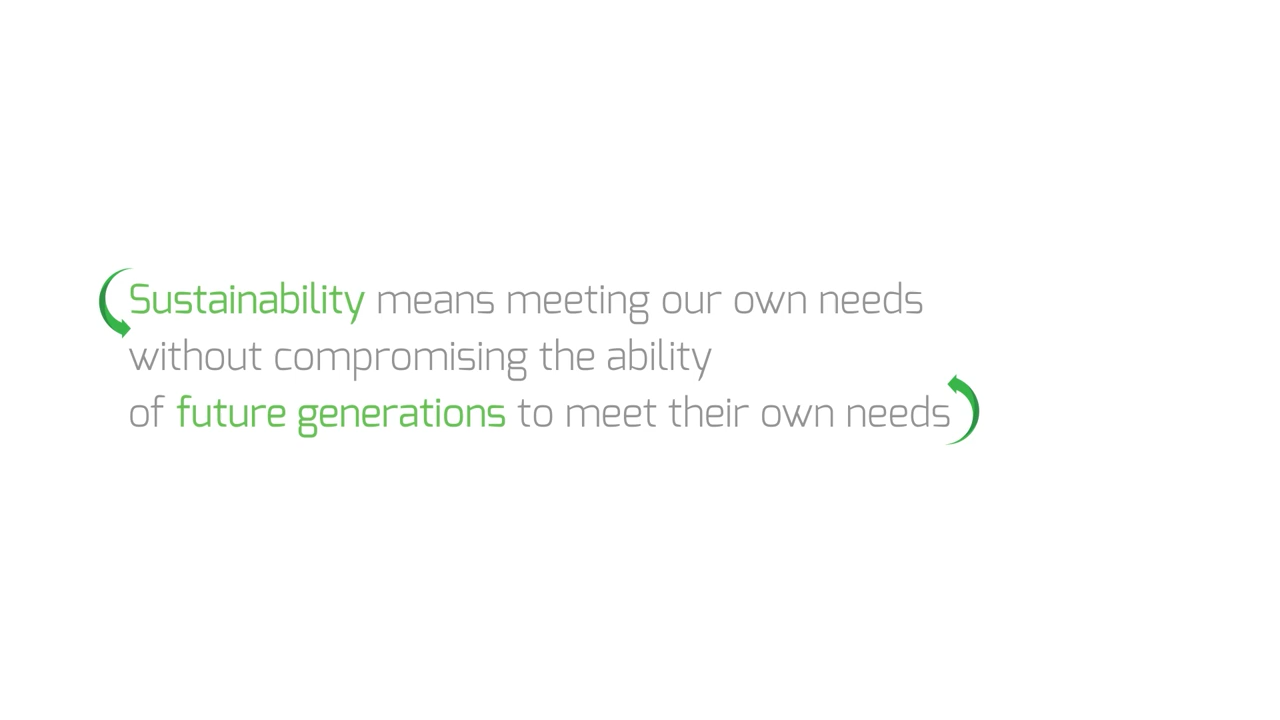 Sustainability means meeting our own needs
without compromising the ability
of future generations to meet their own needs